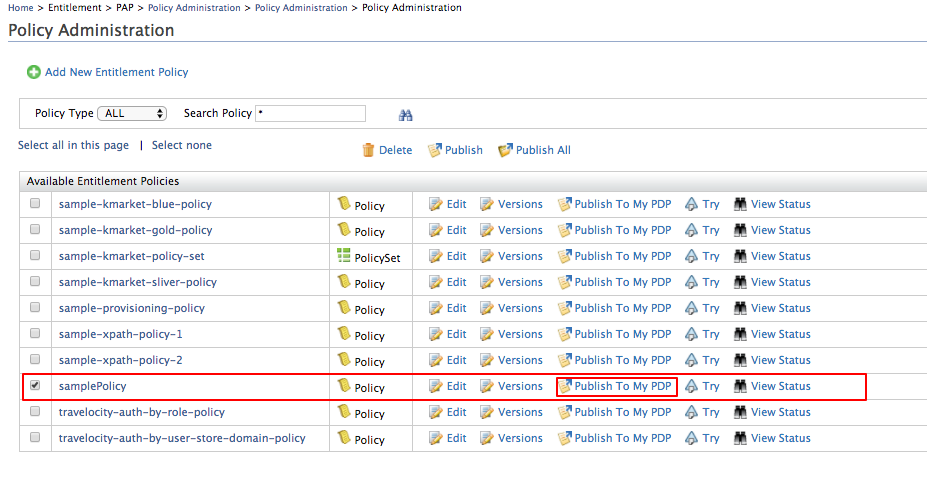 Home > Entitlement > PAP > Policy Administration > Policy Administration > Policy Administration
Policy Administration
Add New Entitlement Policy
Policy Type ALL Search Policy *
Select all in this page | Select none Delete Publish Publish All
Available Entitlement Policies
sample-kmarket-blue-policy Policy Edit Versions Publish To My PDP Try View Status
sample-kmarket-gold-policy Policy Edit Versions Publish To My PDP Try View Status
sample-kmarket-policy-set PolicySet Edit Versions Publish To My PDP Try View Status
sample-kmarket-sliver-policy Policy Edit Versions Publish To My PDP Try View Status
sample-provisioning-policy Policy Edit Versions Publish To My PDP Try View Status
sample-xpath-policy-1 Policy Edit Versions Publish To My PDP Try View Status
sample-xpath-policy-2 Policy Edit Versions Publish To My PDP Try View Status
samplePolicy Policy Edit Versions Publish To My PDP Try View Status
travelocity-auth-by-role-policy Policy Edit Versions Publish To My PDP Try View Status
travelocity-auth-by-user-store-domain-policy Policy Edit Versions Publish To My PDP Try View Status